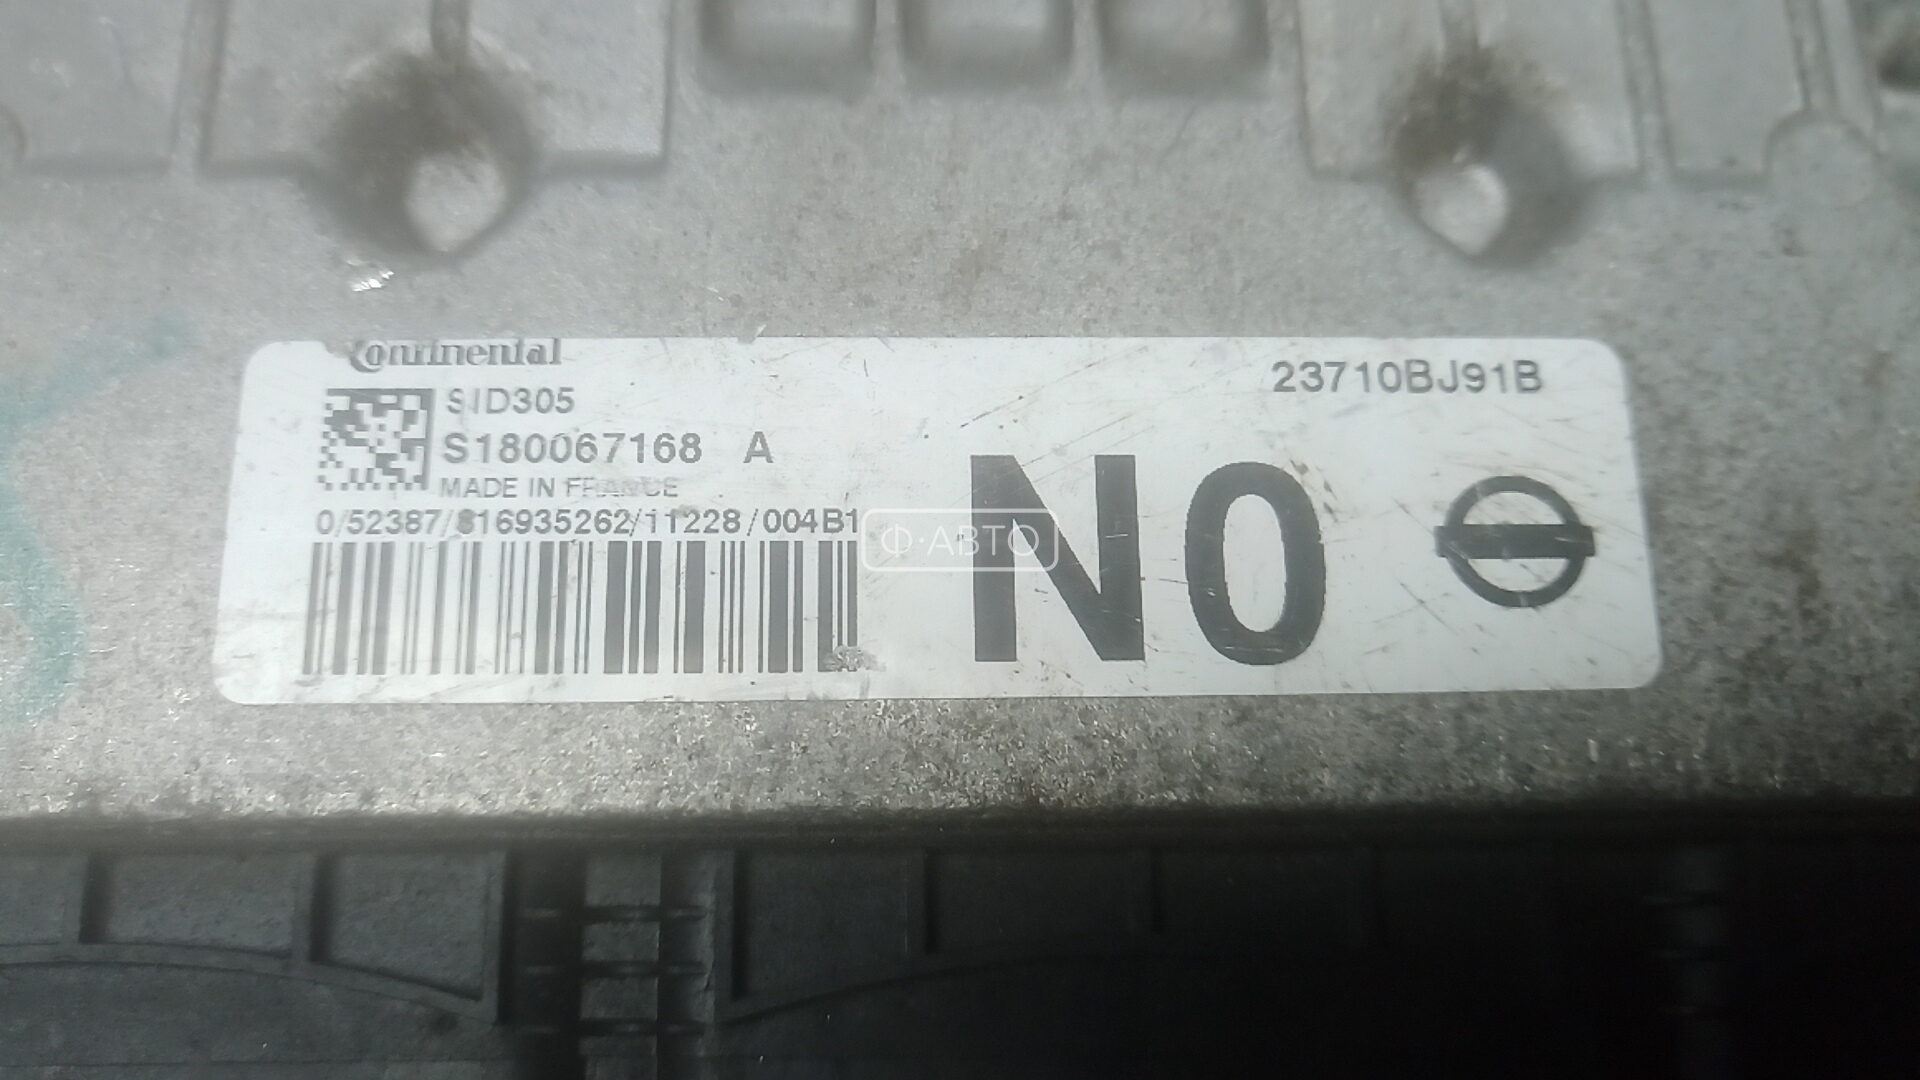 Continental
23710BJ91B
SID305
S180067168 A
MADE IN FRANCE
0/52387/816935262/11228/004B1
N0
Ф·АВТО